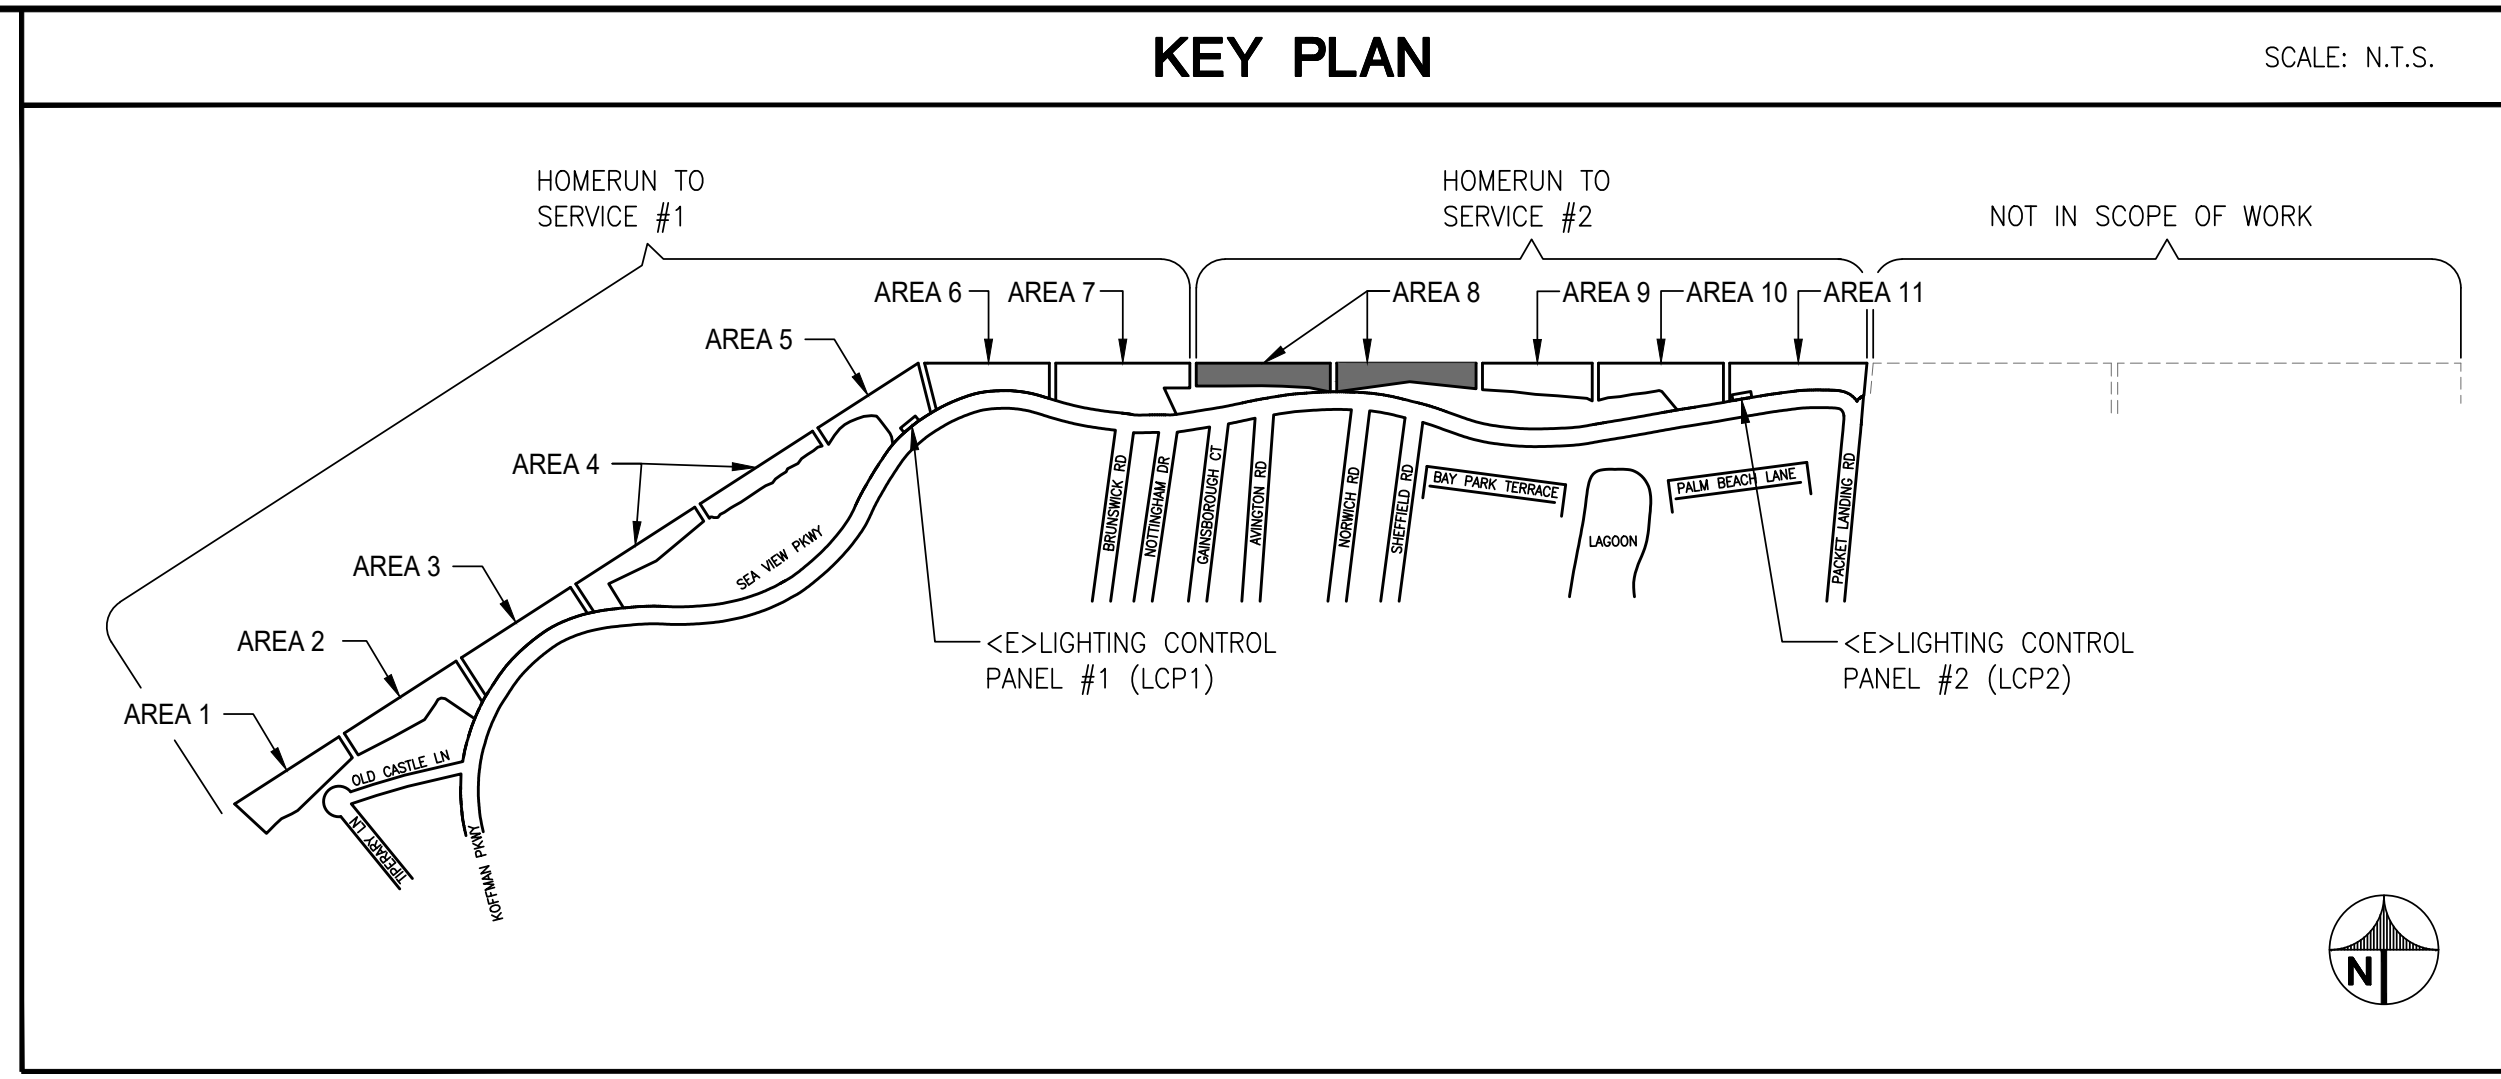 KEY PLAN
SCALE: N.T.S.
HOMERUN TO
SERVICE #1
HOMERUN TO
SERVICE #2
NOT IN SCOPE OF WORK
AREA 6
AREA 7
AREA 8
AREA 9
AREA 10
AREA 11
AREA 5
AREA 4
AREA 3
AREA 2
AREA 1
SEA VIEW PKWY
BRUNSWICK RD
NOTTINGHAM DR
GAINSBOROUGH CT
AVINGTON RD
NORWICH RD
SHEFFIELD RD
BAY PARK TERRACE
LAGOON
PALM BEACH LANE
PACKET LANDING RD
<E>LIGHTING CONTROL
PANEL #1 (LCP1)
<E>LIGHTING CONTROL
PANEL #2 (LCP2)
OLD CASTLE LN
TIPERARY LN
KOFFMAN PKWY
N